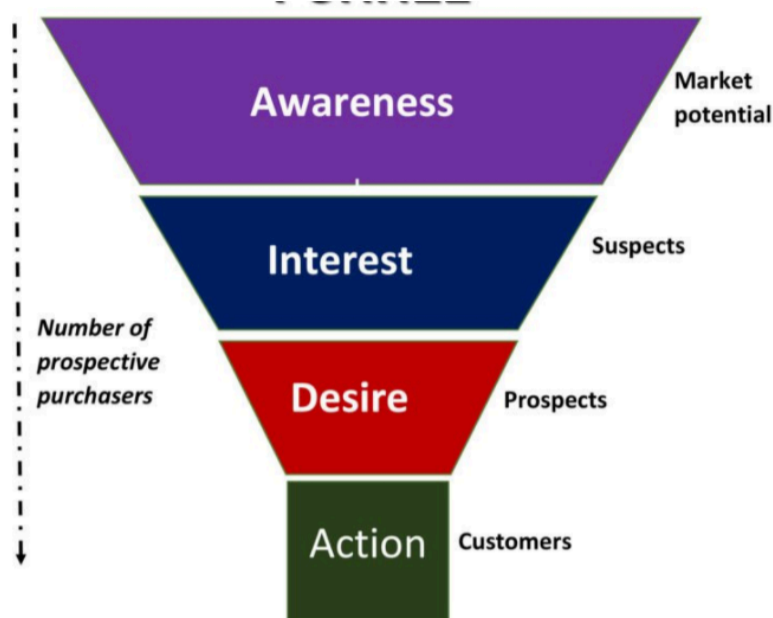 Awareness
Market
potential
Interest
Suspects
Number of
prospective
purchasers
Desire
Prospects
Action
Customers